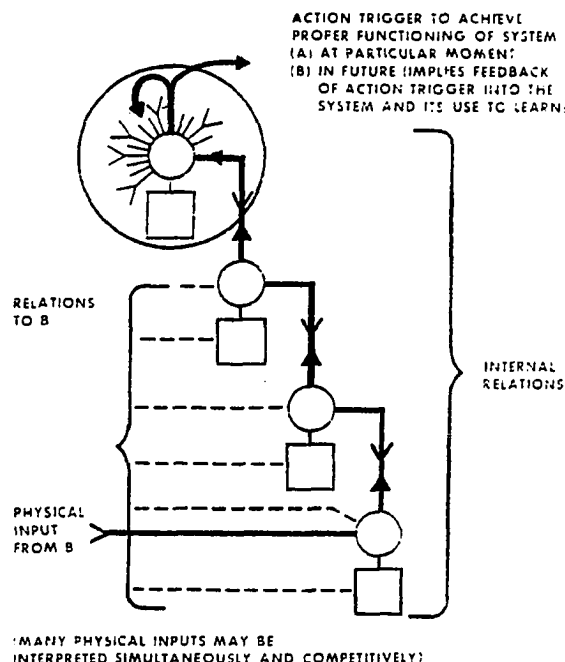 ACTION TRIGGER TO ACHIEVE
PROPER FUNCTIONING OF SYSTEM
(A) AT PARTICULAR MOMENT
(B) IN FUTURE (IMPLIES FEEDBACK
OF ACTION TRIGGER INTO THE
SYSTEM AND ITS USE TO LEARN)
RELATIONS
TO B
INTERNAL
RELATIONS
PHYSICAL
INPUT
FROM B
(MANY PHYSICAL INPUTS MAY BE
INTERPRETED SIMULTANEOUSLY AND COMPETITIVELY)